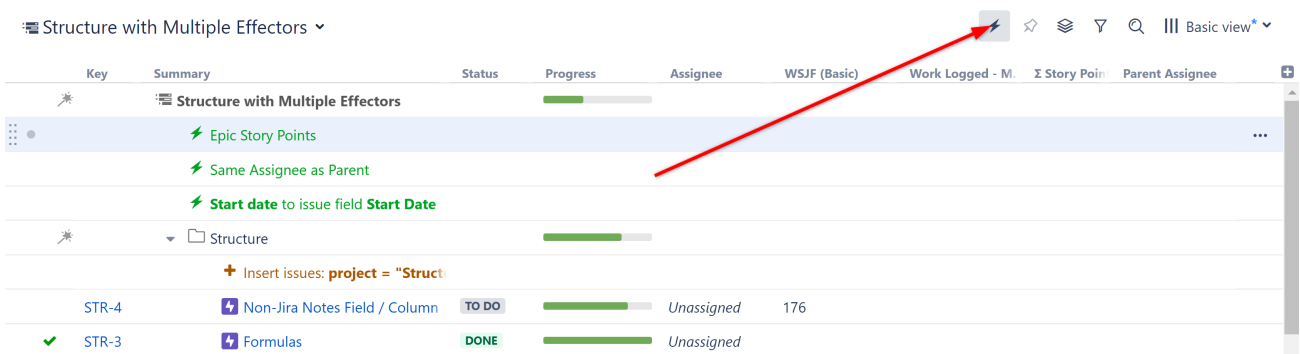 Structure with Multiple Effectors
Basic view*
Key Summary Status Progress Assignee WSJF (Basic) Work Logged - M. Σ Story Poin Parent Assignee
Structure with Multiple Effectors
Epic Story Points
Same Assignee as Parent
Start date to issue field Start Date
Structure
Insert issues: project = "Struct
STR-4 Non-Jira Notes Field / Column TO DO Unassigned 176
STR-3 Formulas DONE Unassigned